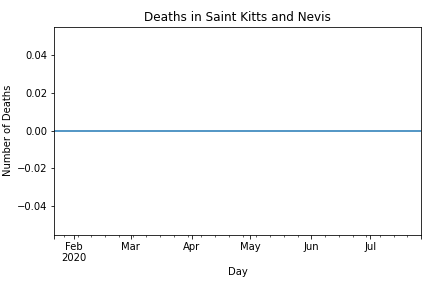 Deaths in Saint Kitts and Nevis
Number of Deaths
0.04
0.02
0.00
−0.02
−0.04
Feb Mar Apr May Jun Jul
2020
Day